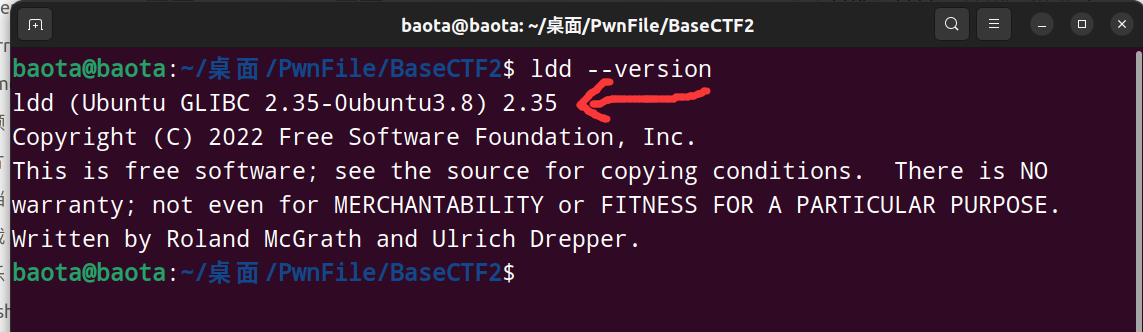 baota@baota: ~/桌面/PwnFile/BaseCTF2
baota@baota:~/桌面/PwnFile/BaseCTF2$ ldd --version
ldd (Ubuntu GLIBC 2.35-0ubuntu3.8) 2.35
Copyright (C) 2022 Free Software Foundation, Inc.
This is free software; see the source for copying conditions.  There is NO
warranty; not even for MERCHANTABILITY or FITNESS FOR A PARTICULAR PURPOSE.
Written by Roland McGrath and Ulrich Drepper.
baota@baota:~/桌面/PwnFile/BaseCTF2$